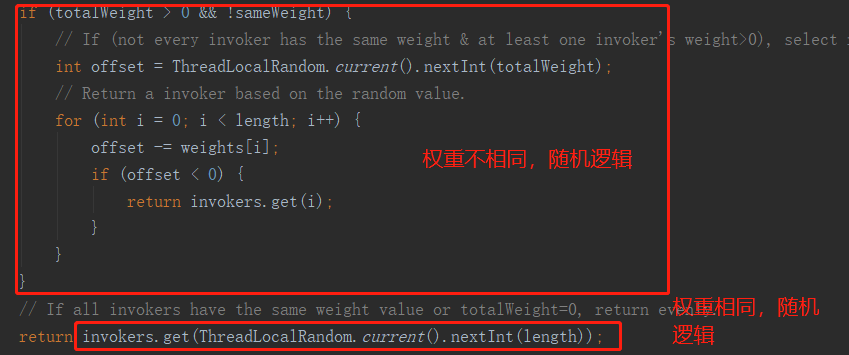 if (totalWeight > 0 && !sameWeight) {
// If (not every invoker has the same weight & at least one invoker's weight>0), select
int offset = ThreadLocalRandom.current().nextInt(totalWeight);
// Return a invoker based on the random value.
for (int i = 0; i < length; i++) {
offset -= weights[i];
if (offset < 0) {
return invokers.get(i);
}
}
}
权重不相同，随机逻辑
// If all invokers have the same weight value or totalWeight=0, return
return invokers.get(ThreadLocalRandom.current().nextInt(length));
权重相同，随机
逻辑